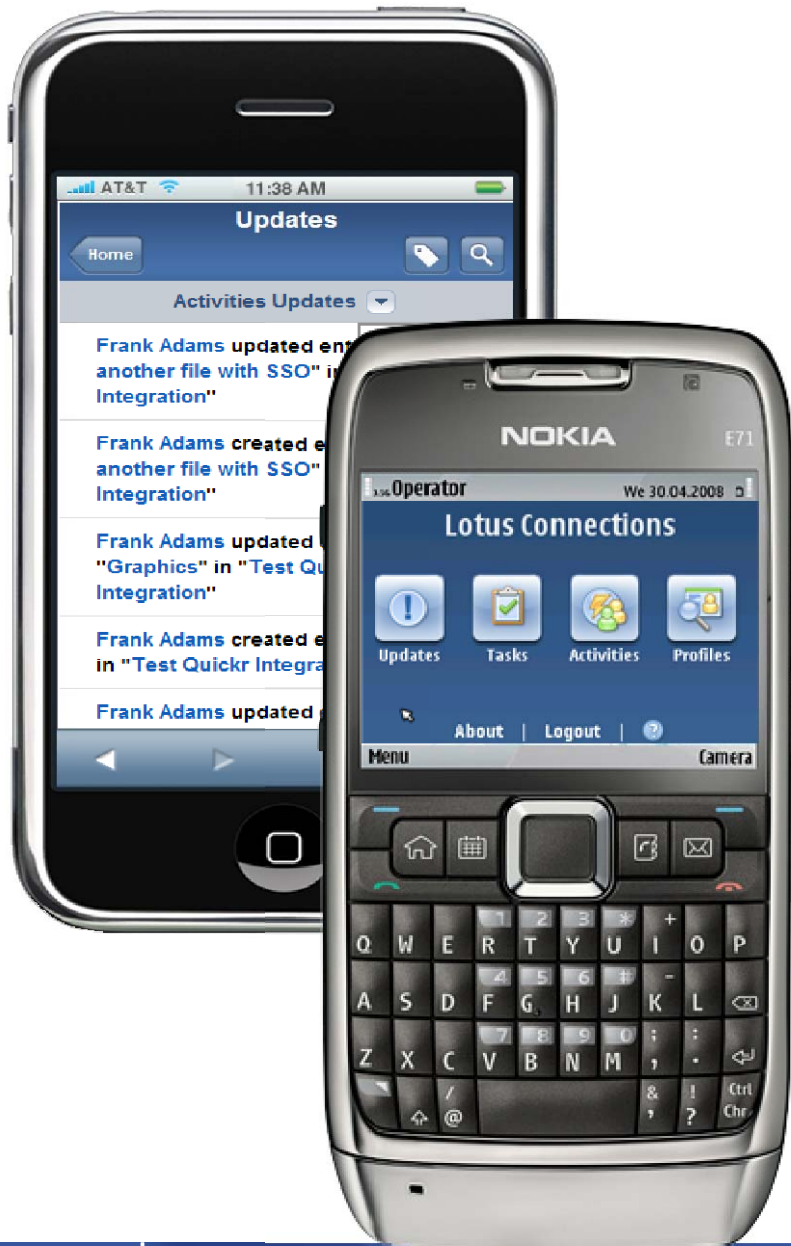 AT&T 11:38 AM
Updates
Home
Activities Updates
Frank Adams updated ent
another file with SSO" in
Integration"
Frank Adams created e
another file with SSO"
Integration"
Frank Adams updated
"Graphics" in "Test Qu
Integration"
Frank Adams created e
in "Test Quickr Integra
Frank Adams updated
NOKIA
E71
3.5G Operator We 30.04.2008
Lotus Connections
Updates Tasks Activities Profiles
About | Logout |
Menu Camera
1 2 3 * +
Q W E R T Y U I O P
4 5 6 # -
A S D F G H J K L
7 8 9 0 ; :
Z X C V B N M , .
/ & ! Ctrl
@ ' ? Chr